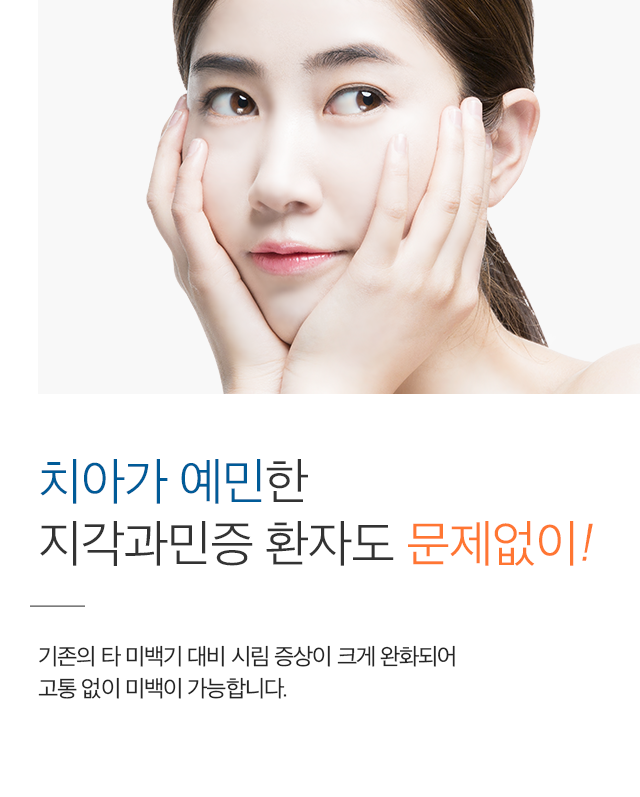 치아가 예민한
지각과민증 환자도 문제없이!
기존의 타 미백기 대비 시림 증상이 크게 완화되어
고통 없이 미백이 가능합니다.